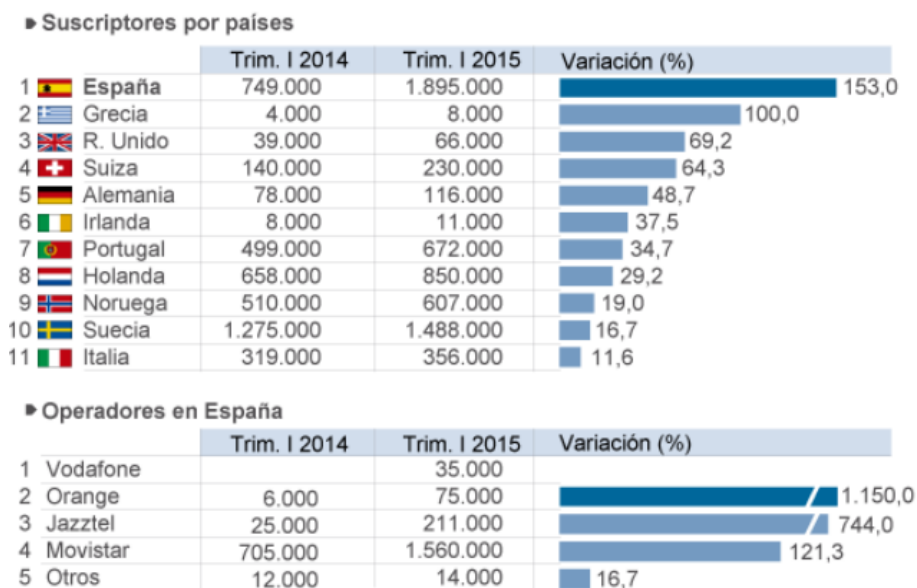 Suscriptores por países
Trim. I 2014 Trim. I 2015 Variación (%)
1 España 749.000 1.895.000 153,0
2 Grecia 4.000 8.000 100,0
3 R. Unido 39.000 66.000 69,2
4 Suiza 140.000 230.000 64,3
5 Alemania 78.000 116.000 48,7
6 Irlanda 8.000 11.000 37,5
7 Portugal 499.000 672.000 34,7
8 Holanda 658.000 850.000 29,2
9 Noruega 510.000 607.000 19,0
10 Suecia 1.275.000 1.488.000 16,7
11 Italia 319.000 356.000 11,6
Operadores en España
Trim. I 2014 Trim. I 2015 Variación (%)
1 Vodafone 35.000
2 Orange 6.000 75.000 1.150,0
3 Jazztel 25.000 211.000 744,0
4 Movistar 705.000 1.560.000 121,3
5 Otros 12.000 14.000 16,7